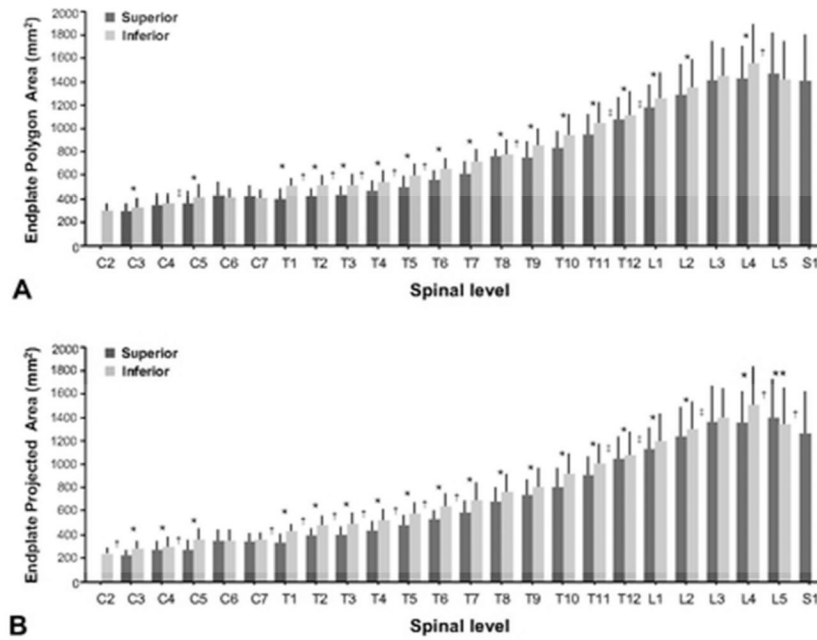 Superior
Inferior
Endplate Polygon Area (mm²)
2000
1800
1600
1400
1200
1000
800
600
400
200
0
* ‡ * * † * † * † * † * † * * † * * * ‡ * ‡ * * * †
C2 C3 C4 C5 C6 C7 T1 T2 T3 T4 T5 T6 T7 T8 T9 T10 T11 T12 L1 L2 L3 L4 L5 S1
A
Spinal level
Superior
Inferior
Endplate Projected Area (mm²)
2000
1800
1600
1400
1200
1000
800
600
400
200
0
† * * † * * † * † * † * † * † * † * * * * * ‡ * ‡ * * ‡ * † ** †
C2 C3 C4 C5 C6 C7 T1 T2 T3 T4 T5 T6 T7 T8 T9 T10 T11 T12 L1 L2 L3 L4 L5 S1
B
Spinal level